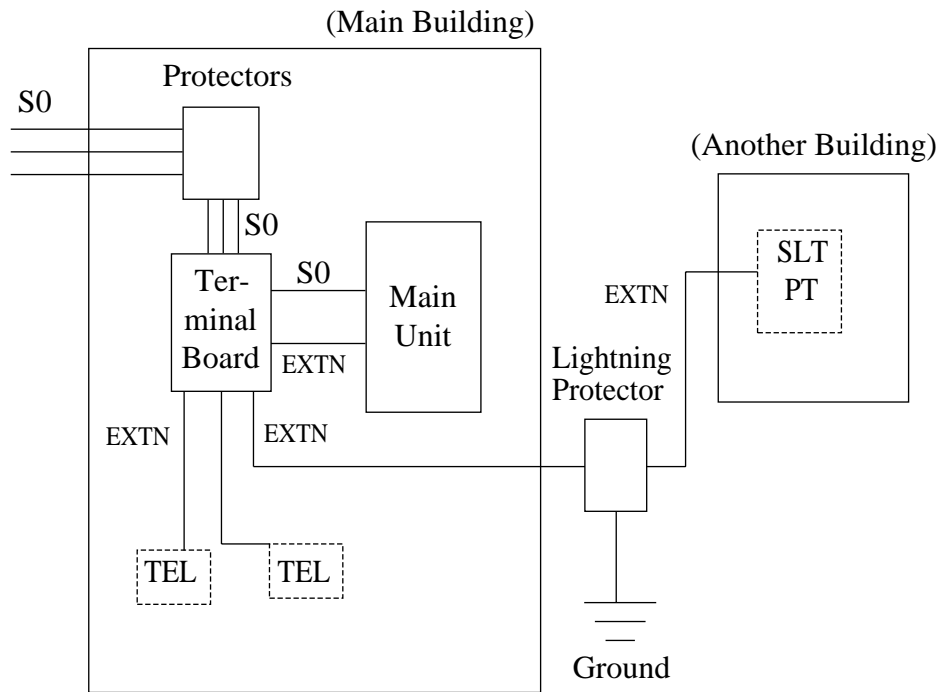 (Main Building)
Protectors
S0
(Another Building)
S0
SLT
PT
S0
EXTN
Ter-
minal
Board
Main
Unit
EXTN
Lightning
Protector
EXTN
EXTN
TEL
TEL
Ground